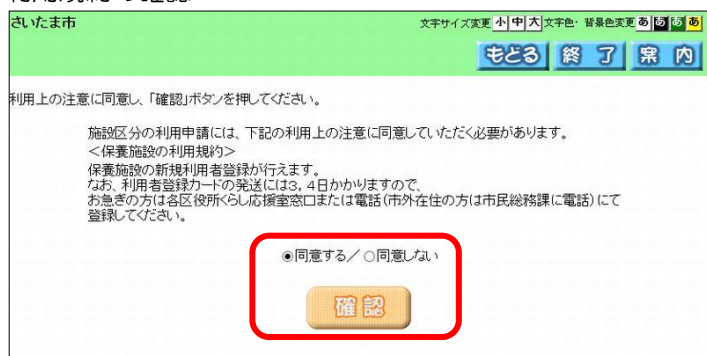 さいたま市
文字サイズ変更 小 中 大 文字色・背景色変更 あ あ あ あ
もどる 終了 案内
利用上の注意に同意し、「確認」ボタンを押してください。
施設区分の利用申請には、下記の利用上の注意に同意していただく必要があります。
<保養施設の利用規約>
保養施設の新規利用者登録が行えます。
なお、利用者登録カードの発送には3,4日かかりますので、
お急ぎの方は各区役所くらし応援室窓口または電話(市外在住の方は市民総務課に電話)にて
登録してください。
◉同意する/○同意しない
確認